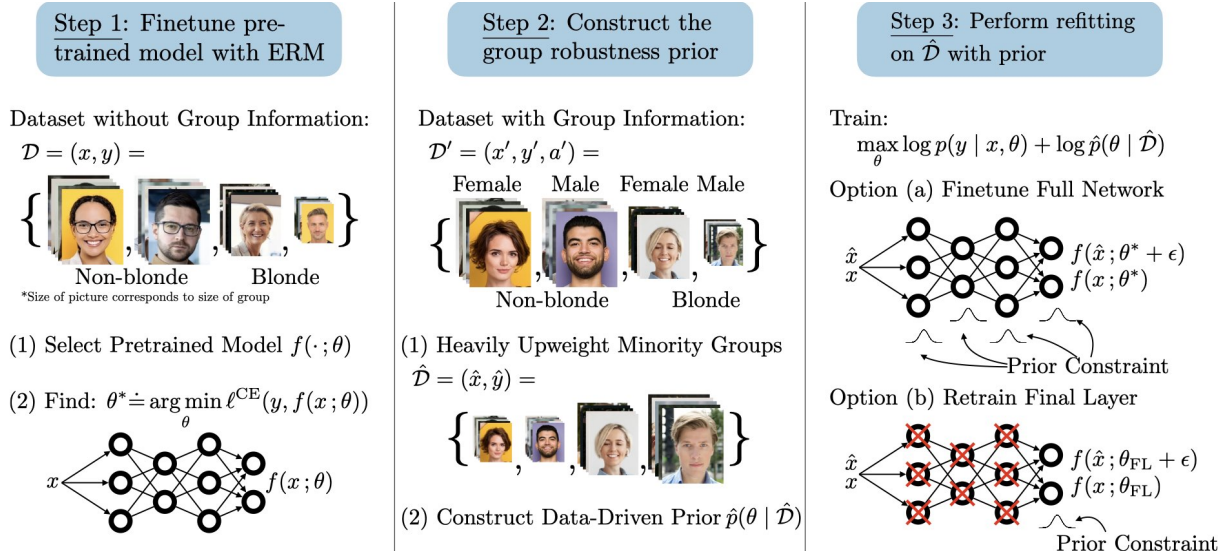 Step 1: Finetune pre-
trained model with ERM
Dataset without Group Information:
𝒟 = (x, y) =
{ , , , }
Non-blonde Blonde
*Size of picture corresponds to size of group
(1) Select Pretrained Model f(· ; θ)
(2) Find: θ* ≐ arg min ℓ^CE(y, f(x ; θ))
θ
x f(x ; θ)
Step 2: Construct the
group robustness prior
Dataset with Group Information:
𝒟′ = (x′, y′, a′) =
Female Male Female Male
{ , , , }
Non-blonde Blonde
(1) Heavily Upweight Minority Groups
𝒟̂ = (x̂, ŷ) =
{ , , , }
(2) Construct Data-Driven Prior p̂(θ | 𝒟̂)
Step 3: Perform refitting
on 𝒟̂ with prior
Train:
max log p(y | x, θ) + log p̂(θ | 𝒟̂)
θ
Option (a) Finetune Full Network
x̂ f(x̂ ; θ* + ϵ)
x f(x ; θ*)
Prior Constraint
Option (b) Retrain Final Layer
x̂ f(x̂ ; θ_FL + ϵ)
x f(x ; θ_FL)
Prior Constraint